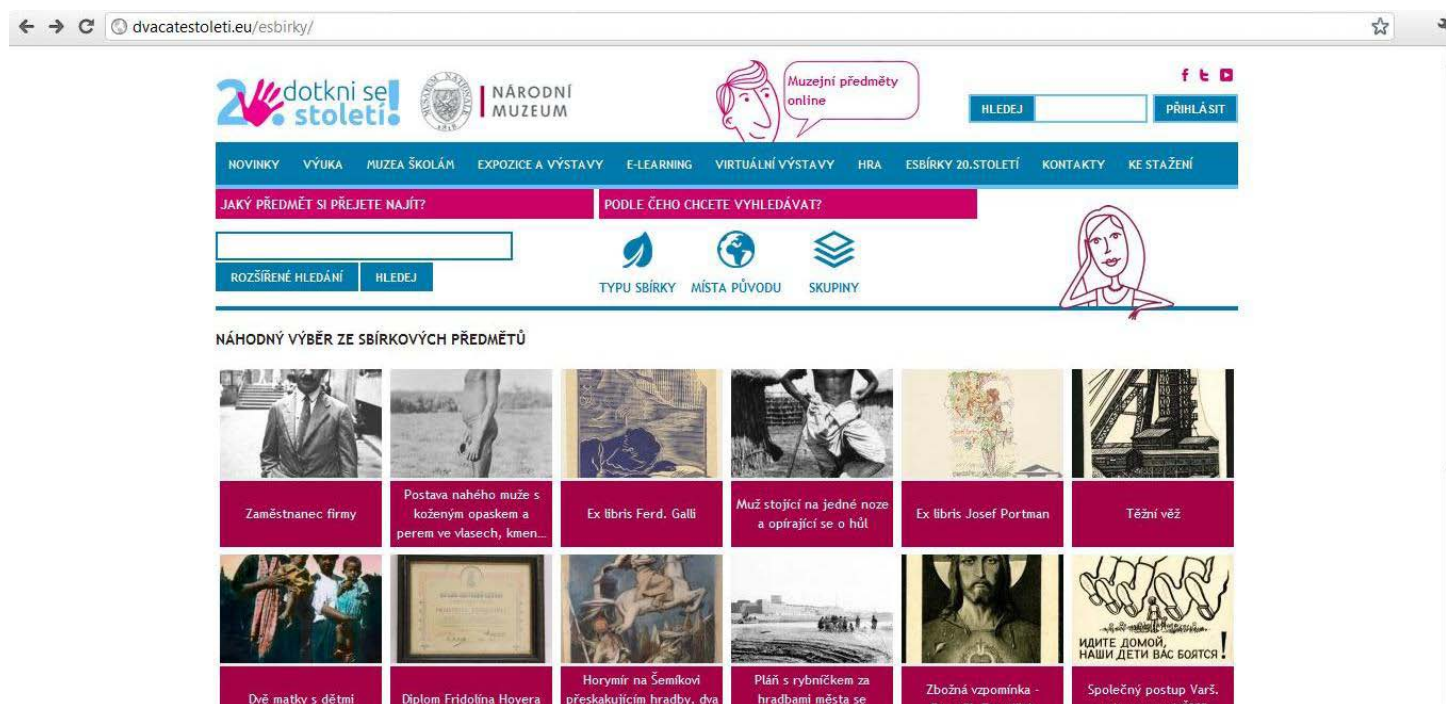 dvacatestoleti.eu/esbirky/
20. dotkni se
století!
NÁRODNÍ
MUZEUM
Muzejní předměty
online
HLEDEJ
PŘIHLÁSIT
NOVINKY VÝUKA MUZEA ŠKOLÁM EXPOZICE A VÝSTAVY E-LEARNING VIRTUÁLNÍ VÝSTAVY HRA ESBÍRKY 20.STOLETÍ KONTAKTY KE STAŽENÍ
JAKÝ PŘEDMĚT SI PŘEJETE NAJÍT?
PODLE ČEHO CHCETE VYHLEDÁVAT?
ROZŠÍŘENÉ HLEDÁNÍ HLEDEJ
TYPU SBÍRKY MÍSTA PŮVODU SKUPINY
NÁHODNÝ VÝBĚR ZE SBÍRKOVÝCH PŘEDMĚTŮ
Zaměstnanec firmy
Postava nahého muže s
koženým opaskem a
perem ve vlasech, kmen...
Ex libris Ferd. Galli
Muž stojící na jedné noze
a opírající se o hůl
Ex libris Josef Portman
Těžní věž
ИДИТЕ ДОМОЙ,
НАШИ ДЕТИ ВАС БОЯТСЯ!
Dvě matky s dětmi
Diplom Fridolína Hoyera
Horymír na Šemíkovi
přeskakujícím hradby, dva
Pláň s rybníčkem za
hradbami města se
Zbožná vzpomínka -
Společný postup Varš.